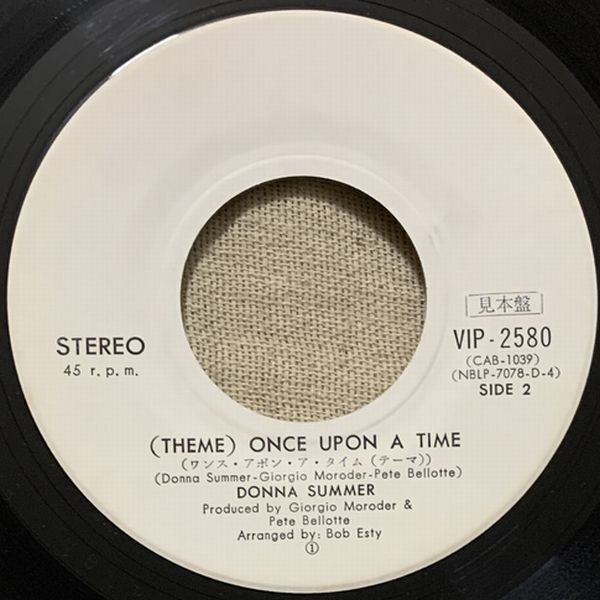 見本盤
STEREO
VIP-2580
45 r.p.m.
(CAB-1039)
(NBLP-7078-D-4)
SIDE 2
(THEME) ONCE UPON A TIME
(ワンス・アポン・ア・タイム(テーマ))
(Donna Summer-Giorgio Moroder-Pete Bellotte)
DONNA SUMMER
Produced by Giorgio Moroder &
Pete Bellotte
Arranged by: Bob Esty
①